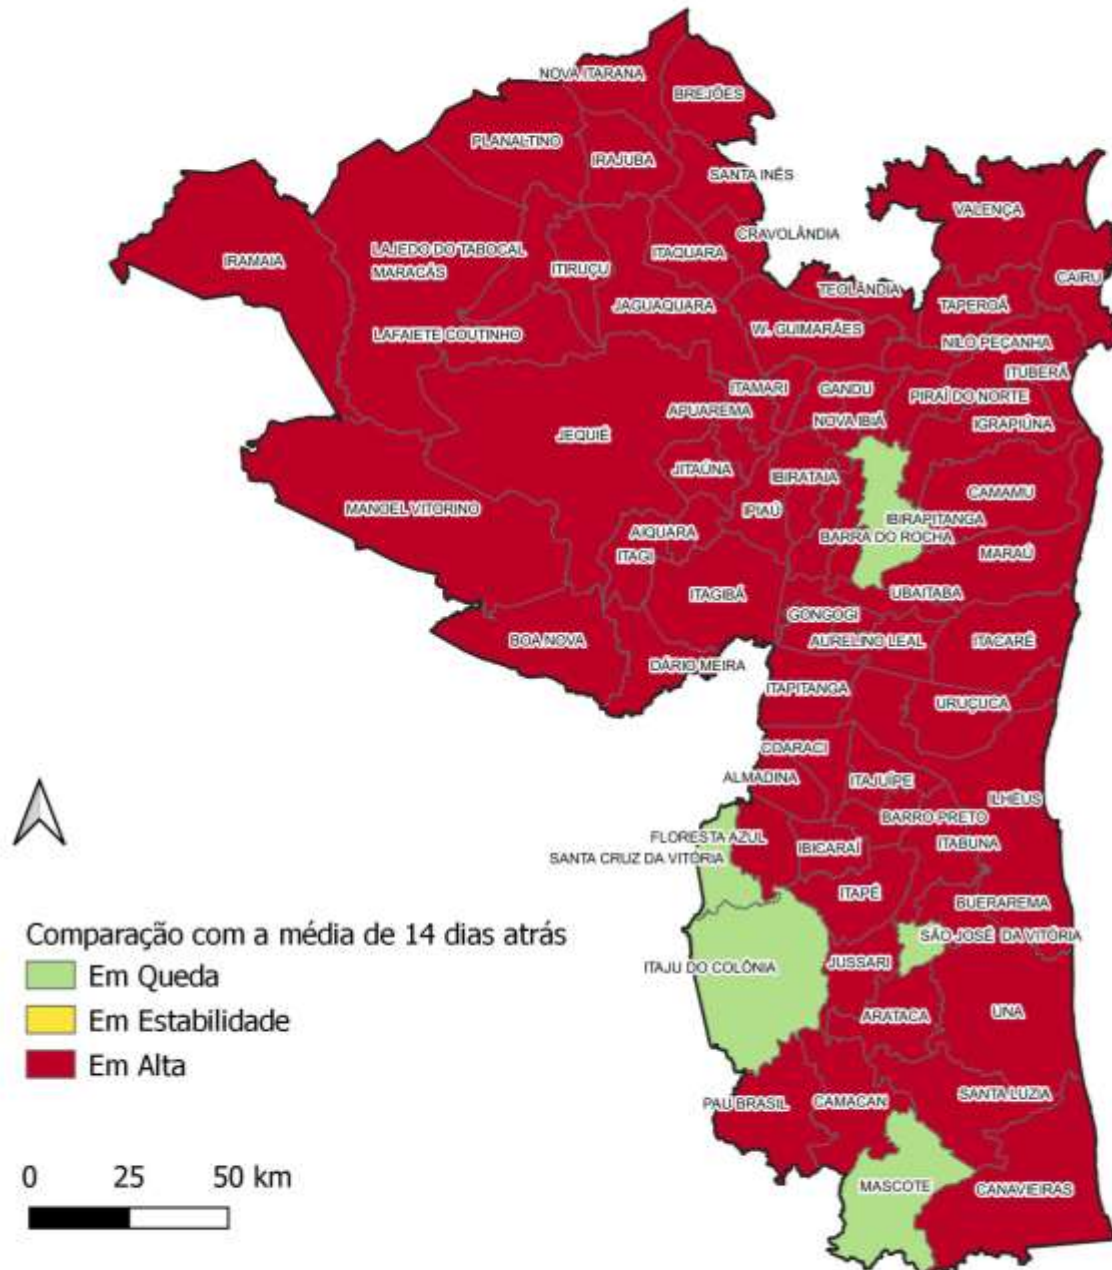 NOVA ITARANA
BREJÕES
PLANALTINO
IRAJUBA
SANTA INÊS
VALENÇA
CRAVOLÂNDIA
LAJEDO DO TABOCAL
ITAQUARA
IRAMAIA
ITIRUÇU
MARACÁS
CAIRU
TEOLÂNDIA
JAGUAQUARA
TAPEROÁ
W. GUIMARÃES
LAFAIETE COUTINHO
NILO PEÇANHA
ITUBERÁ
ITAMARI
GANDU
PIRAÍ DO NORTE
APUAREMA
NOVA IBIÁ
IGRAPIÚNA
JEQUIÉ
JITAÚNA
IBIRATAIA
CAMAMU
MANOEL VITORINO
IPIAÚ
IBIRAPITANGA
AIQUARA
BARRA DO ROCHA
ITAGI
MARAÚ
ITAGIBÁ
UBAITABA
GONGOGI
BOA NOVA
AURELINO LEAL
ITACARÉ
DÁRIO MEIRA
ITAPITANGA
URUÇUCA
COARACI
ALMADINA
ITAJUÍPE
ILHÉUS
BARRO PRETO
FLORESTA AZUL
IBICARAÍ
ITABUNA
SANTA CRUZ DA VITÓRIA
ITAPÉ
BUERAREMA
SÃO JOSÉ DA VITÓRIA
ITAJU DO COLÔNIA
JUSSARI
ARATACA
UNA
PAU BRASIL
CAMACAN
SANTA LUZIA
MASCOTE
CANAVIEIRAS
Comparação com a média de 14 dias atrás
Em Queda
Em Estabilidade
Em Alta
0 25 50 km